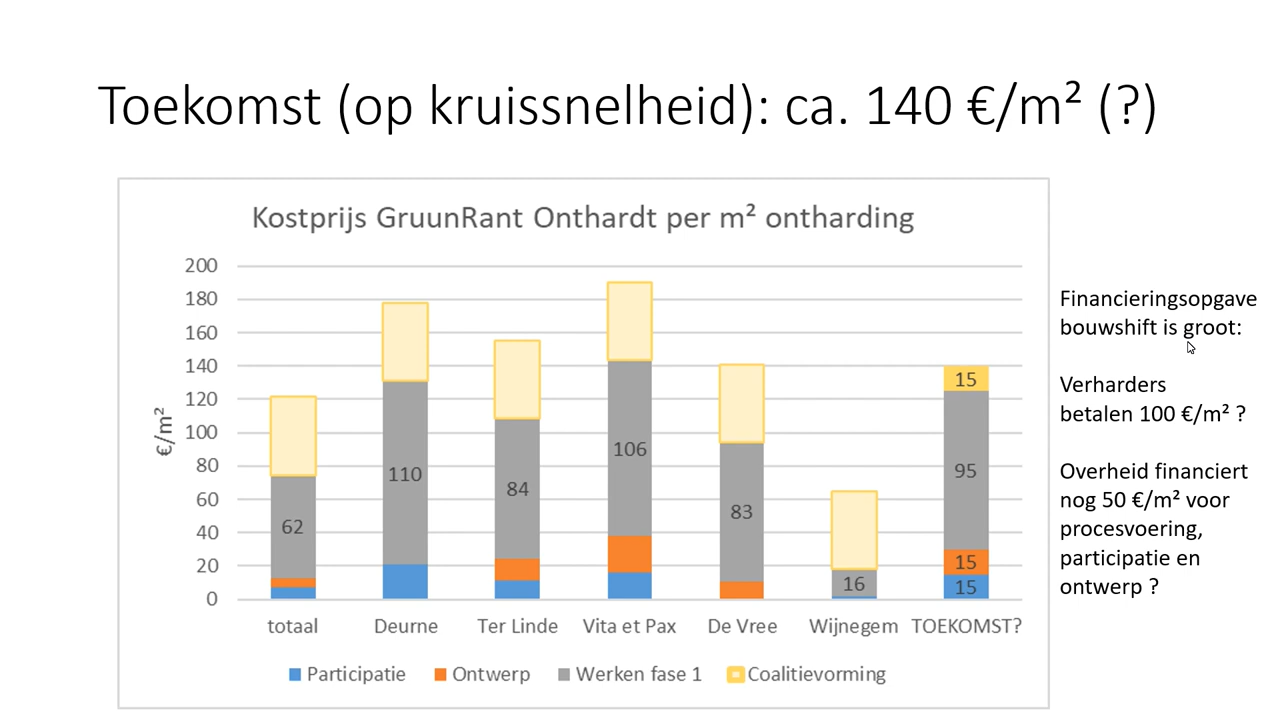 Toekomst (op kruissnelheid): ca. 140 €/m² (?)
Kostprijs GruunRant Onthardt per m² ontharding
200
180
160
140
120
100
80
60
40
20
0
€/m²
62
110
84
106
83
16
15
95
15
15
totaal
Deurne
Ter Linde
Vita et Pax
De Vree
Wijnegem
TOEKOMST?
Participatie
Ontwerp
Werken fase 1
Coalitievorming
Financieringsopgave
bouwshift is groot:
Verharders
betalen 100 €/m² ?
Overheid financiert
nog 50 €/m² voor
procesvoering,
participatie en
ontwerp ?